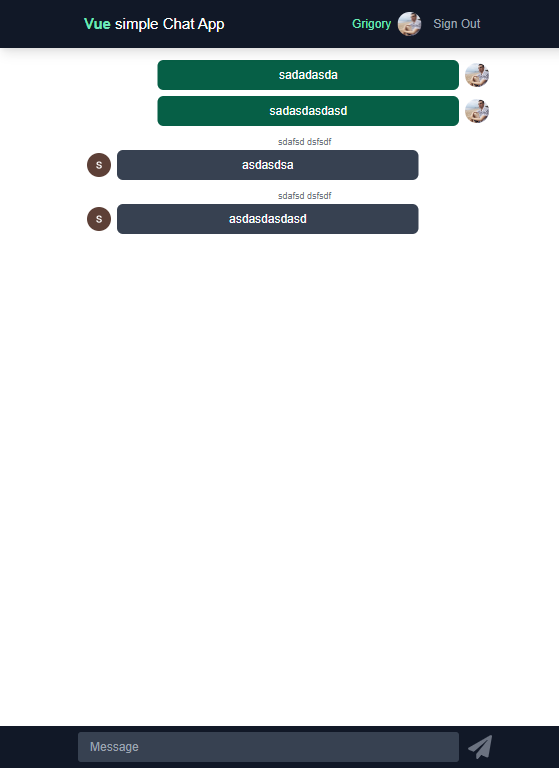 Vue simple Chat App
Grigory
Sign Out
sadadasda
sadasdasdasd
sdafsd dsfsdf
S
asdasdsa
sdafsd dsfsdf
S
asdasdasdasd
Message